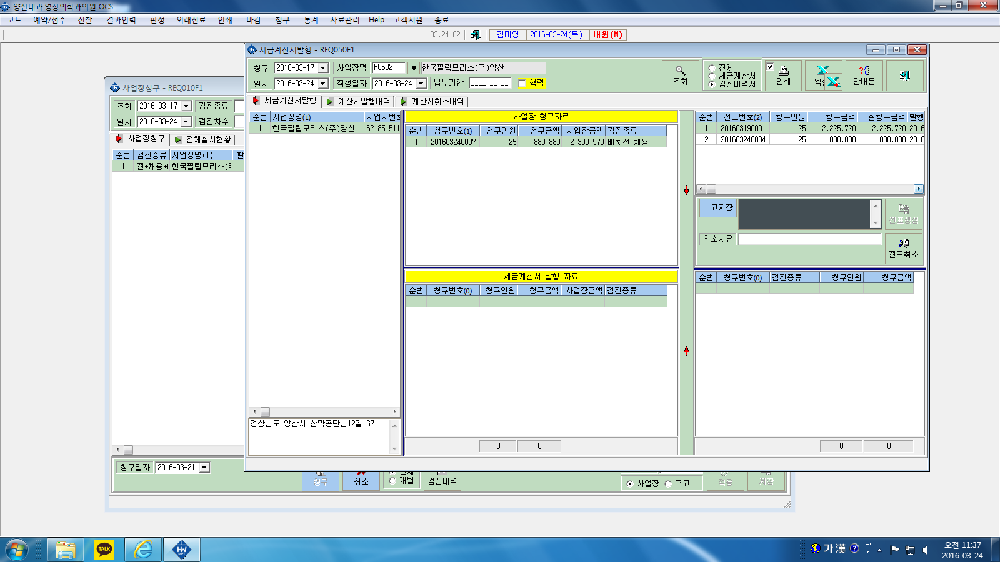 양산내과·영상의학과의원 OCS
코드 예약/접수 진찰 결과입력 판정 외래진료 인쇄 마감 청구 통계 자료관리 Help 고객지원 종료
03.24.02 김미영 2016-03-24(목) 내원(M)
사업장청구 - REQ010F1
조회 2016-03-17 검진종류
일자 2016-03-24 검진차수
사업장청구 전체실시현황
순번 검진종류 사업장명(1) 할
1 전+채용+ 한국필립모리스(
청구일자 2016-03-21
청구 취소 개별 검진내역 사업장 국고 적용 저장
세금계산서발행 - REQ050F1
청구 2016-03-17 사업장명 H0502 ▼ 한국필립모리스(주)양산
일자 2016-03-24 작성일자 2016-03-24 납부기한 ____-__-__ 협력
조회
전체
세금계산서
검진내역서
인쇄 엑셀 안내문
세금계산서발행 계산서발행내역 계산서취소내역
순번 사업장명(1) 사업자번호
1 한국필립모리스(주)양산 621851511
경상남도 양산시 산막공단남12길 67
사업장 청구자료
순번 청구번호(1) 청구인원 청구금액 사업장금액 검진종류
1 201603240007 25 880,880 2,399,970 배치전+채용
세금계산서 발행 자료
순번 청구번호(0) 청구인원 청구금액 사업장금액 검진종류
0 0
순번 전표번호(2) 청구인원 청구금액 실청구금액 발행
1 201603190001 25 2,225,720 2,225,720 2016
2 201603240004 25 880,880 880,880 2016
비고저장 전표생성
취소사유 전표취소
순번 청구번호(0) 검진종류 청구인원 청구금액
0 0
TALK
HW
SOFT
가 漢
오전 11:37
2016-03-24